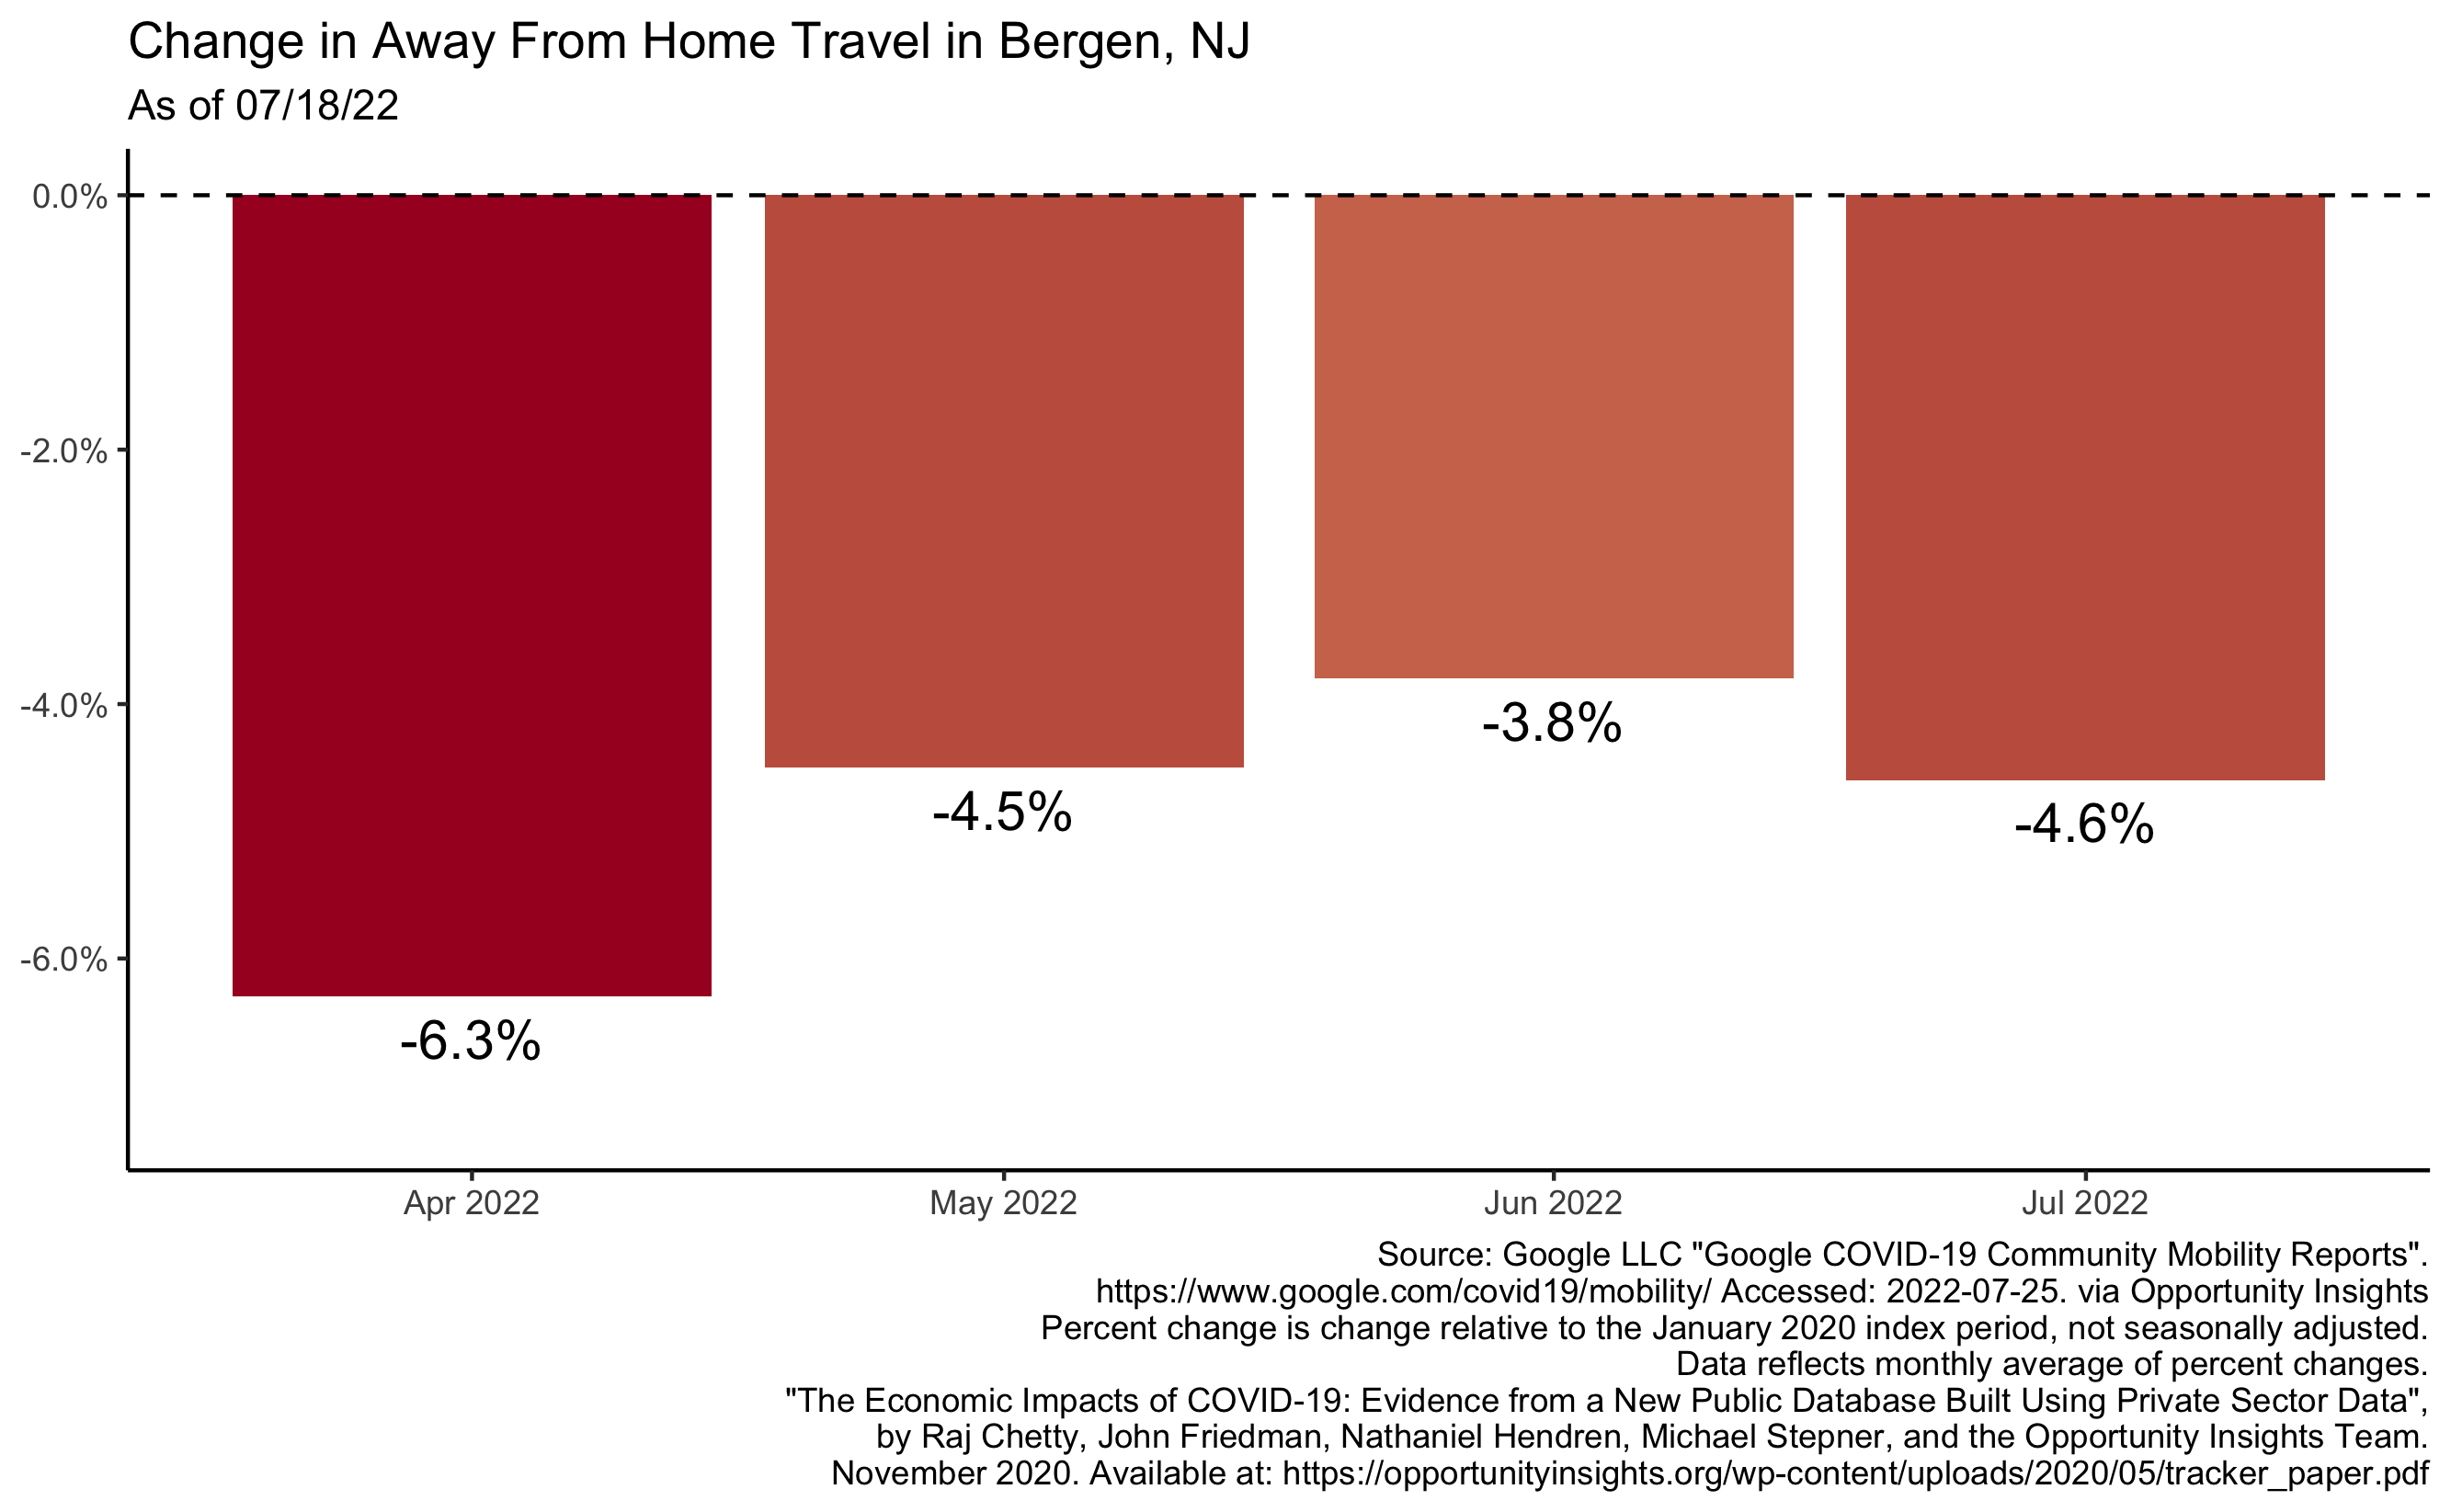 Change in Away From Home Travel in Bergen, NJ
As of 07/18/22
0.0%
-2.0%
-4.0%
-6.0%
-6.3%
-4.5%
-3.8%
-4.6%
Apr 2022
May 2022
Jun 2022
Jul 2022
Source: Google LLC "Google COVID-19 Community Mobility Reports".
https://www.google.com/covid19/mobility/ Accessed: 2022-07-25. via Opportunity Insights
Percent change is change relative to the January 2020 index period, not seasonally adjusted.
Data reflects monthly average of percent changes.
"The Economic Impacts of COVID-19: Evidence from a New Public Database Built Using Private Sector Data",
by Raj Chetty, John Friedman, Nathaniel Hendren, Michael Stepner, and the Opportunity Insights Team.
November 2020. Available at: https://opportunityinsights.org/wp-content/uploads/2020/05/tracker_paper.pdf